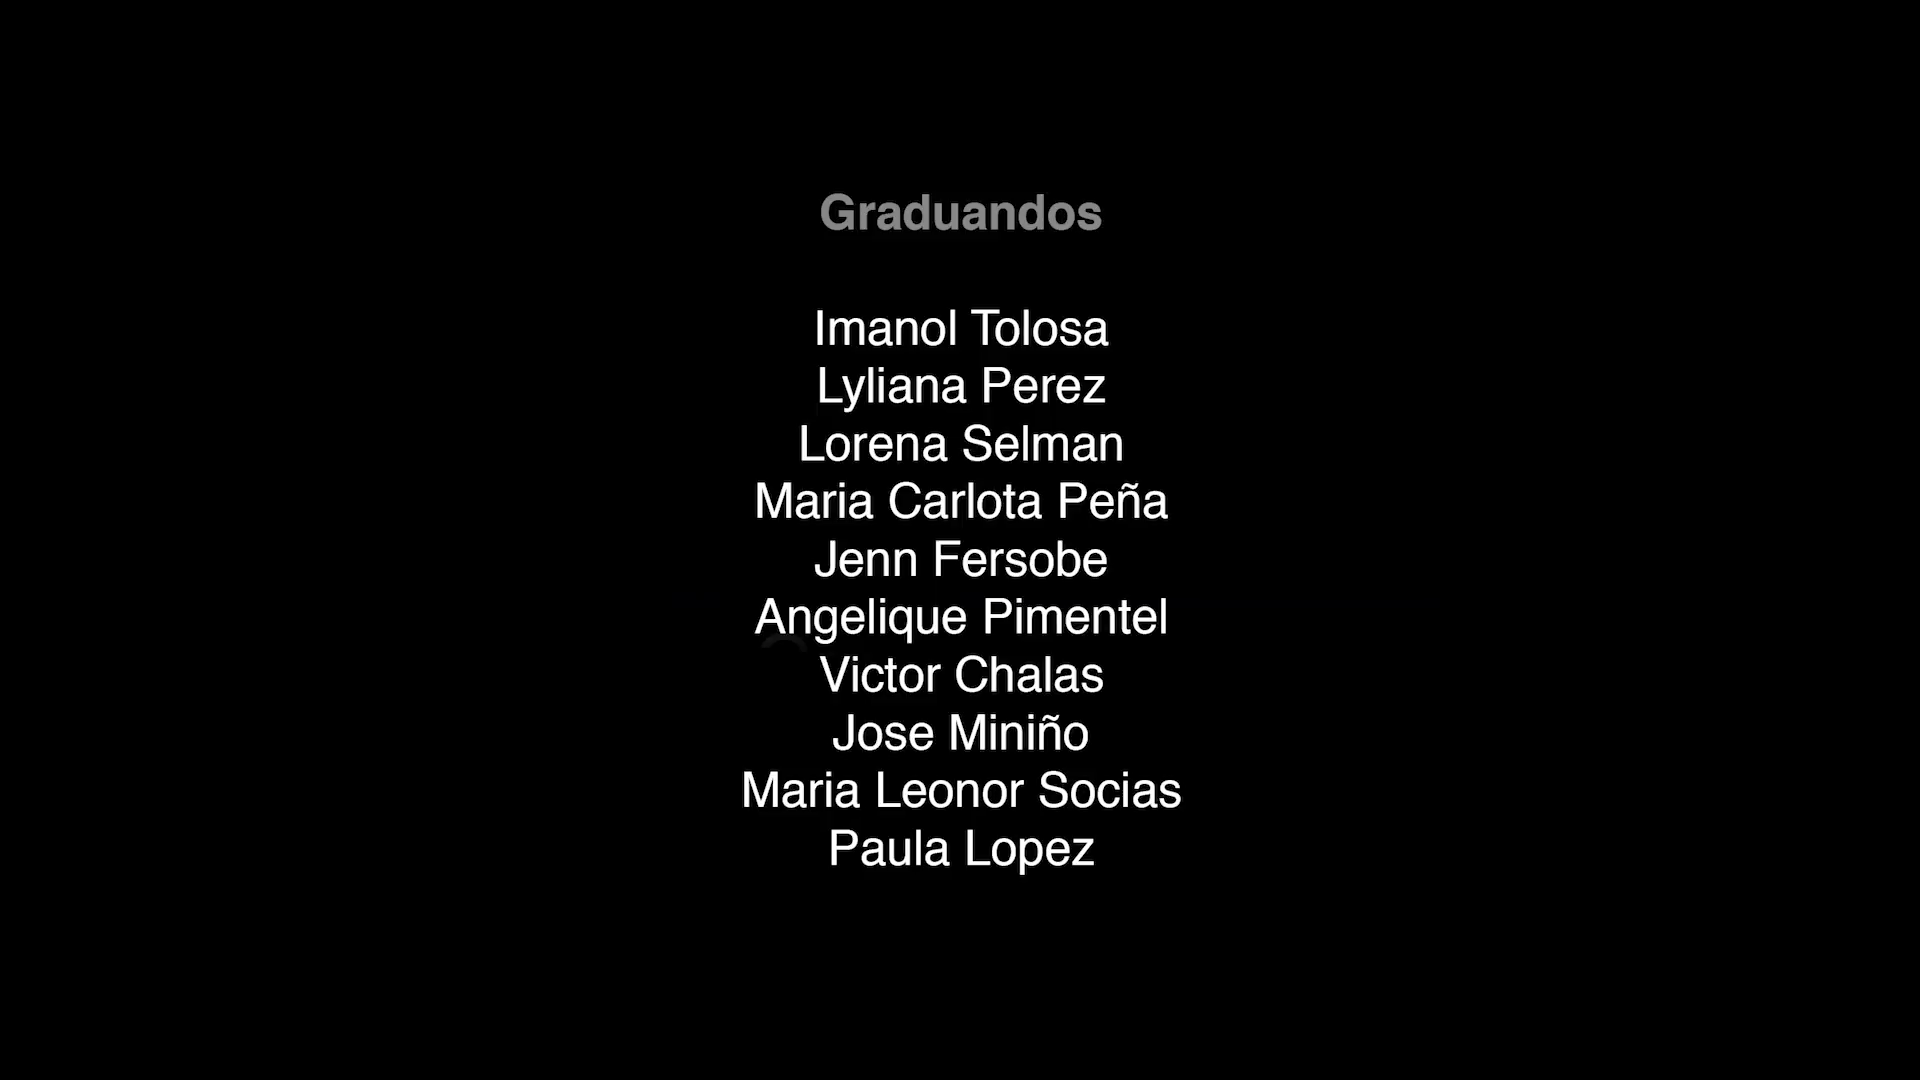 Graduandos
Imanol Tolosa
Lyliana Perez
Lorena Selman
Maria Carlota Peña
Jenn Fersobe
Angelique Pimentel
Victor Chalas
Jose Miniño
Maria Leonor Socias
Paula Lopez